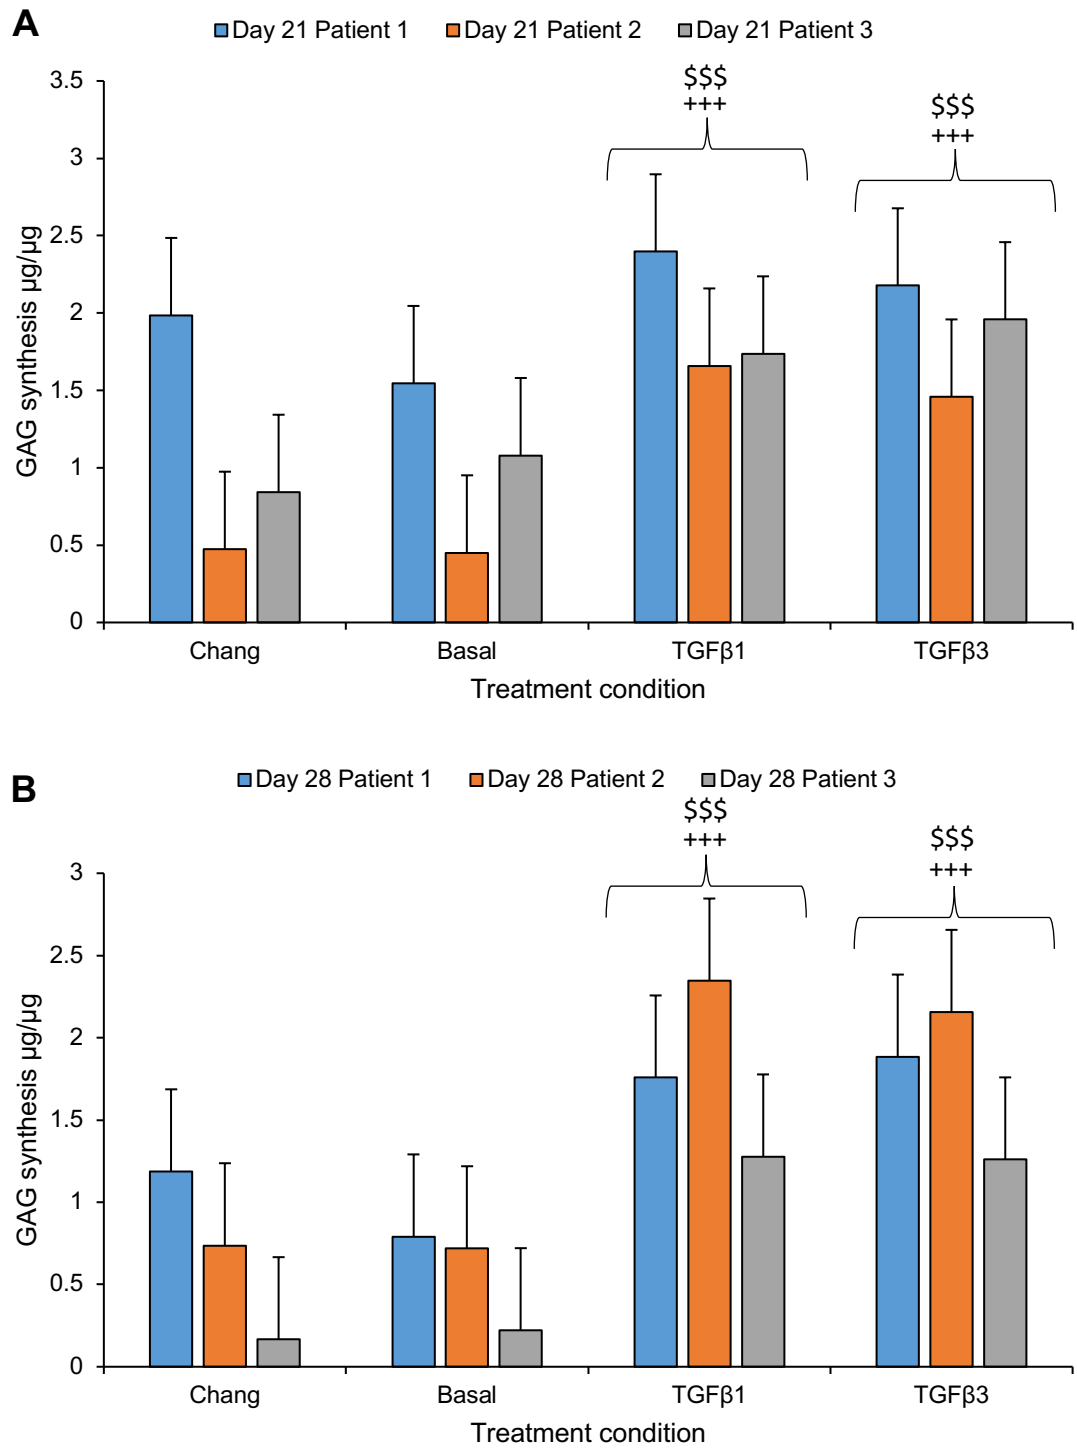 A
Day 21 Patient 1 Day 21 Patient 2 Day 21 Patient 3
$$$
+++
$$$
+++
3.5
3
2.5
2
1.5
1
0.5
0
GAG synthesis µg/µg
Chang Basal TGFβ1 TGFβ3
Treatment condition
B
Day 28 Patient 1 Day 28 Patient 2 Day 28 Patient 3
$$$
+++
$$$
+++
3
2.5
2
1.5
1
0.5
0
GAG synthesis µg/µg
Chang Basal TGFβ1 TGFβ3
Treatment condition